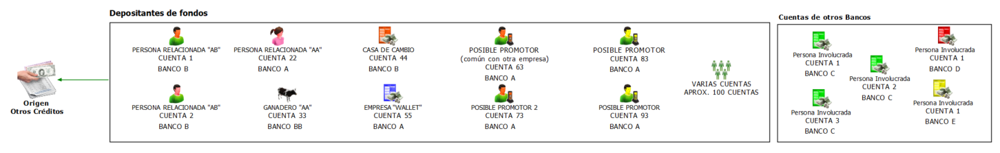 Depositantes de fondos
Cuentas de otros Bancos
Origen
Otros Créditos
PERSONA RELACIONADA "AB"
CUENTA 1
BANCO B
PERSONA RELACIONADA "AA"
CUENTA 22
BANCO A
CASA DE CAMBIO
CUENTA 44
BANCO B
POSIBLE PROMOTOR
(común con otra empresa)
CUENTA 63
BANCO A
POSIBLE PROMOTOR
CUENTA 83
BANCO A
PERSONA RELACIONADA "AB"
CUENTA 2
BANCO B
GANADERO "AA"
CUENTA 33
BANCO BB
EMPRESA "WALLET"
CUENTA 55
BANCO A
POSIBLE PROMOTOR 2
CUENTA 73
BANCO A
POSIBLE PROMOTOR
CUENTA 93
BANCO A
VARIAS CUENTAS
APROX. 100 CUENTAS
Persona Involucrada
CUENTA 1
BANCO C
Persona Involucrada
CUENTA 2
BANCO C
Persona Involucrada
CUENTA 1
BANCO D
Persona Involucrada
CUENTA 3
BANCO C
Persona Involucrada
CUENTA 1
BANCO E